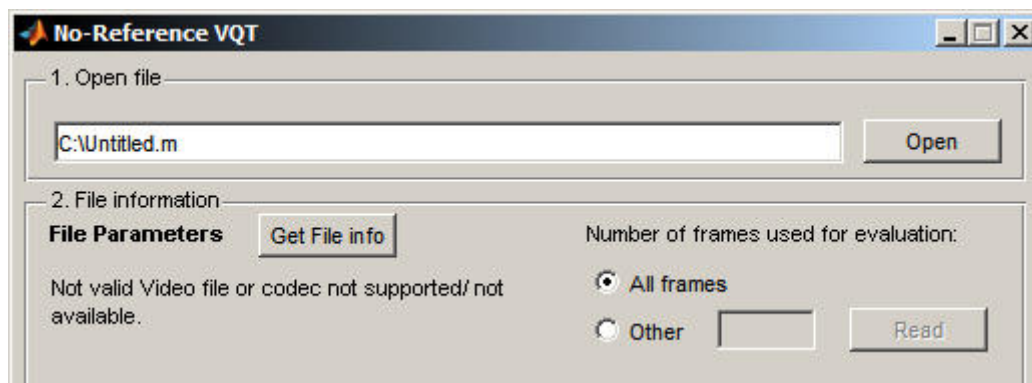 No-Reference VQT
1. Open file
C:\Untitled.m
Open
2. File information
File Parameters
Get File info
Number of frames used for evaluation:
Not valid Video file or codec not supported/ not
available.
All frames
Other
Read